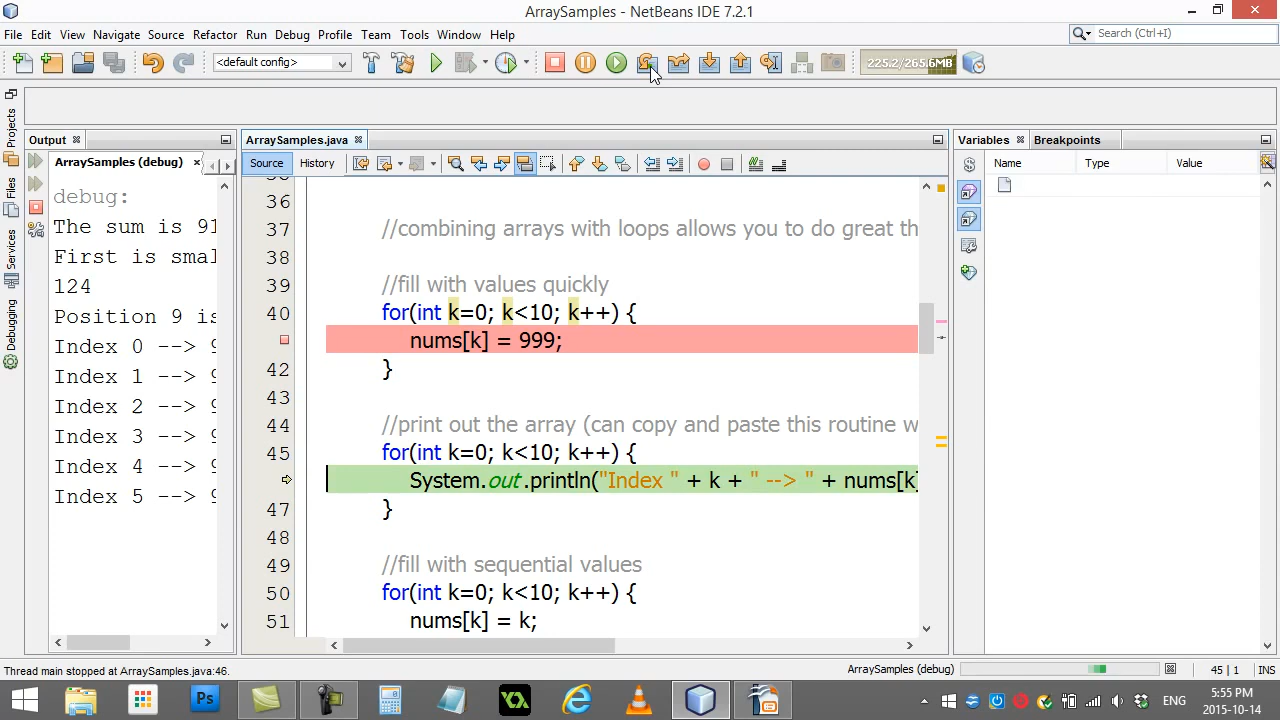 ArraySamples - NetBeans IDE 7.2.1
File Edit View Navigate Source Refactor Run Debug Profile Team Tools Window Help
Search (Ctrl+I)
<default config>
225.2/265.6MB
Projects
Files
Services
Debugging
Output
ArraySamples (debug)
debug:
The sum is 91
First is smal
124
Position 9 is
Index 0 --> 9
Index 1 --> 9
Index 2 --> 9
Index 3 --> 9
Index 4 --> 9
Index 5 --> 9
ArraySamples.java
Source History
36
37 //combining arrays with loops allows you to do great th
38
39 //fill with values quickly
40 for(int k=0; k<10; k++) {
nums[k] = 999;
42 }
43
44 //print out the array (can copy and paste this routine w
45 for(int k=0; k<10; k++) {
System.out.println("Index " + k + " --> " + nums[k]
47 }
48
49 //fill with sequential values
50 for(int k=0; k<10; k++) {
51 nums[k] = k;
Variables Breakpoints
Name Type Value
Thread main stopped at ArraySamples.java:46.
ArraySamples (debug)
45 | 1 INS
Ps
ENG
5:55 PM
2015-10-14